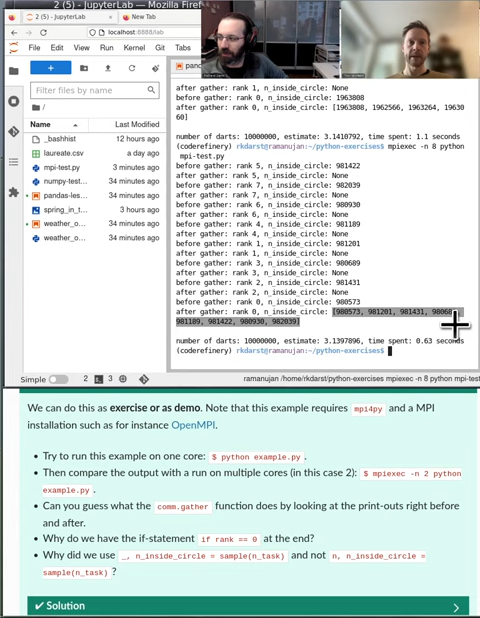 2 (5) - JupyterLab — Mozilla Firef
2 (5) - JupyterLab
New Tab
localhost:8888/lab
File Edit View Run Kernel Git Tabs
Filter files by name
/
Name Last Modified
_bashhist 12 hours ago
laureate.csv a day ago
mpi-test.py 3 minutes ago
numpy-test... 34 minutes ago
pandas-les... 34 minutes ago
spring_in_t... 3 hours ago
weather_o... 34 minutes ago
weather_o... 34 minutes ago
after gather: rank 1, n_inside_circle: None
before gather: rank 0, n_inside_circle: 1963808
after gather: rank 0, n_inside_circle: [1963808, 1962566, 1963264, 19630
60]
number of darts: 10000000, estimate: 3.1410792, time spent: 1.1 seconds
(coderefinery) rkdarst@ramanujan:~/python-exercises$ mpiexec -n 8 python
mpi-test.py
before gather: rank 5, n_inside_circle: 981422
after gather: rank 5, n_inside_circle: None
before gather: rank 7, n_inside_circle: 982039
after gather: rank 7, n_inside_circle: None
before gather: rank 6, n_inside_circle: 980930
after gather: rank 6, n_inside_circle: None
before gather: rank 4, n_inside_circle: 981189
after gather: rank 4, n_inside_circle: None
before gather: rank 1, n_inside_circle: 981201
after gather: rank 1, n_inside_circle: None
before gather: rank 3, n_inside_circle: 980689
after gather: rank 3, n_inside_circle: None
before gather: rank 2, n_inside_circle: 981431
after gather: rank 2, n_inside_circle: None
before gather: rank 0, n_inside_circle: 980573
after gather: rank 0, n_inside_circle: [980573, 981201, 981431, 98068
981189, 981422, 980930, 982039]
number of darts: 10000000, estimate: 3.1397896, time spent: 0.63 seconds
(coderefinery) rkdarst@ramanujan:~/python-exercises$
Simple 2 3 ramanujan /home/rkdarst/python-exercises mpiexec -n 8 python mpi-test
We can do this as exercise or as demo. Note that this example requires mpi4py and a MPI
installation such as for instance OpenMPI.
• Try to run this example on one core: $ python example.py .
• Then compare the output with a run on multiple cores (in this case 2): $ mpiexec -n 2 python
example.py .
• Can you guess what the comm.gather function does by looking at the print-outs right before
and after.
• Why do we have the if-statement if rank == 0 at the end?
• Why did we use _, n_inside_circle = sample(n_task) and not n, n_inside_circle =
sample(n_task) ?
✔ Solution